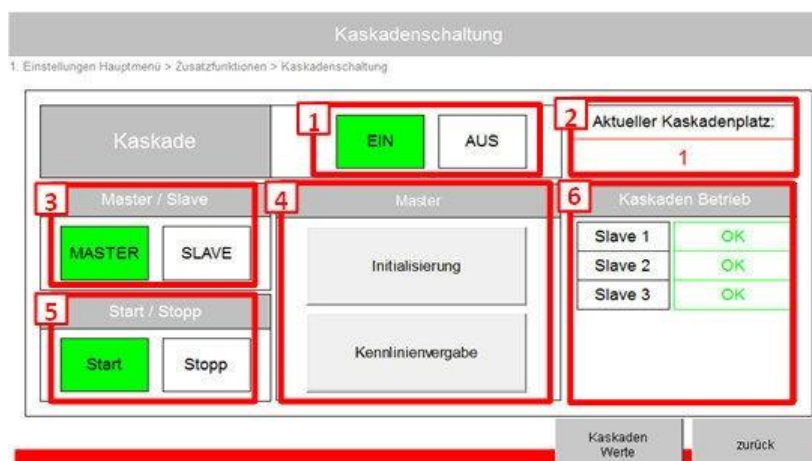 Kaskadenschaltung
1. Einstellungen Hauptmenü > Zusatzfunktionen > Kaskadenschaltung
Kaskade
1
EIN
AUS
2
Aktueller Kaskadenplatz:
1
3
Master / Slave
MASTER
SLAVE
4
Master
Initialisierung
Kennlinienvergabe
6
Kaskaden Betrieb
Slave 1 OK
Slave 2 OK
Slave 3 OK
5
Start / Stopp
Start
Stopp
Kaskaden
Werte
zurück